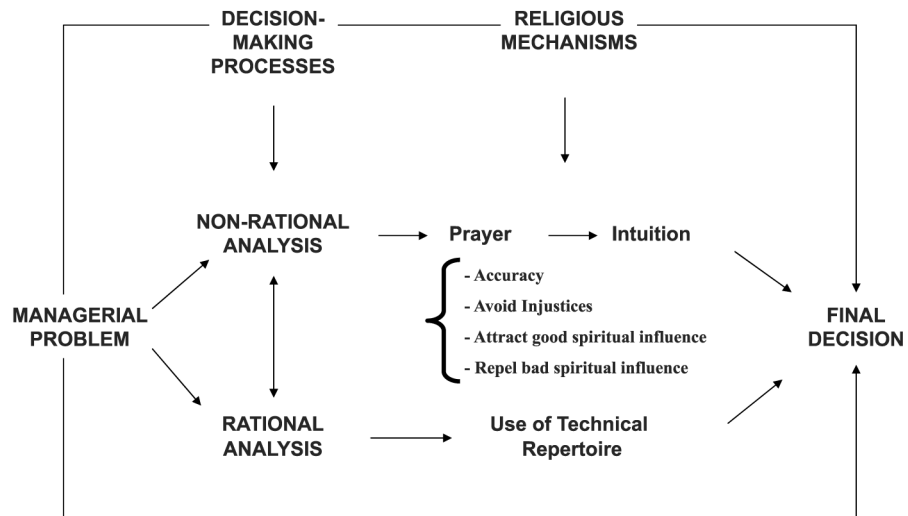 DECISION-
MAKING
PROCESSES
RELIGIOUS
MECHANISMS
NON-RATIONAL
ANALYSIS
Prayer
Intuition
- Accuracy
- Avoid Injustices
- Attract good spiritual influence
- Repel bad spiritual influence
MANAGERIAL
PROBLEM
FINAL
DECISION
RATIONAL
ANALYSIS
Use of Technical
Repertoire